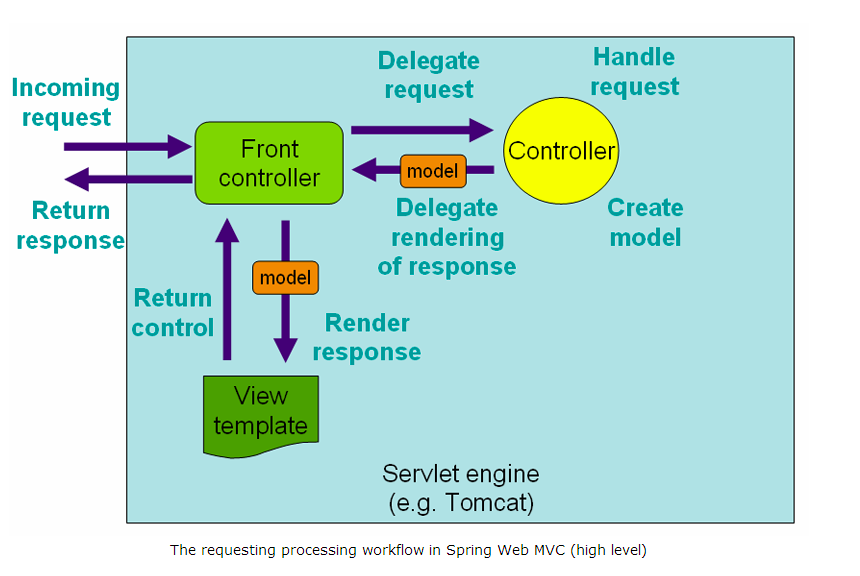 Incoming
request
Return
response
Front
controller
Delegate
request
Handle
request
Controller
model
Delegate
rendering
of response
Create
model
model
Return
control
Render
response
View
template
Servlet engine
(e.g. Tomcat)
The requesting processing workflow in Spring Web MVC (high level)